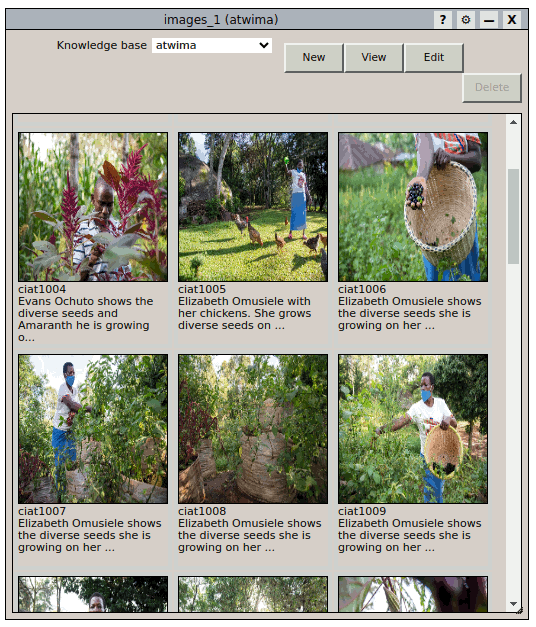 images_1 (atwima)
? ⚙ – X
Knowledge base atwima New View Edit
Delete
ciat1004
Evans Ochuto shows the
diverse seeds and
Amaranth he is growing
o...
ciat1005
Elizabeth Omusiele with
her chickens. She grows
diverse seeds on ...
ciat1006
Elizabeth Omusiele shows
the diverse seeds she is
growing on her ...
ciat1007
Elizabeth Omusiele shows
the diverse seeds she is
growing on her ...
ciat1008
Elizabeth Omusiele shows
the diverse seeds she is
growing on her ...
ciat1009
Elizabeth Omusiele shows
the diverse seeds she is
growing on her ...